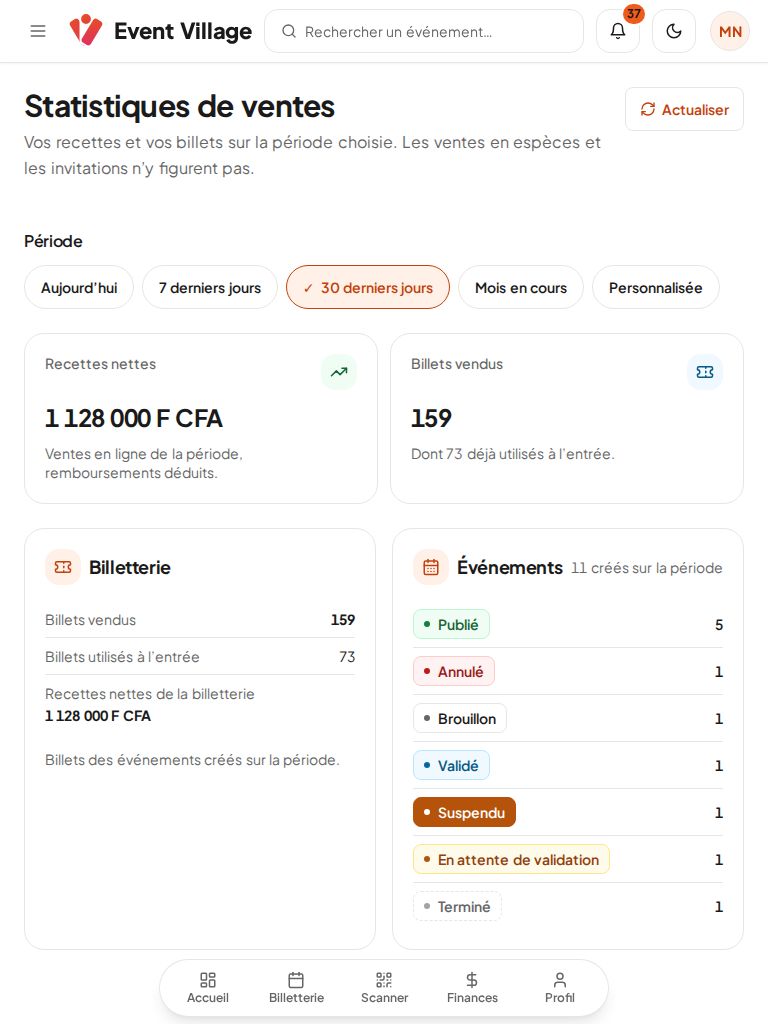 Event Village
Rechercher un événement...
37
MN
Statistiques de ventes
Actualiser
Vos recettes et vos billets sur la période choisie. Les ventes en espèces et
les invitations n'y figurent pas.
Période
Aujourd'hui
7 derniers jours
✓ 30 derniers jours
Mois en cours
Personnalisée
Recettes nettes
1 128 000 F CFA
Ventes en ligne de la période,
remboursements déduits.
Billets vendus
159
Dont 73 déjà utilisés à l'entrée.
Billetterie
Billets vendus 159
Billets utilisés à l'entrée 73
Recettes nettes de la billetterie
1 128 000 F CFA
Billets des événements créés sur la période.
Événements 11 créés sur la période
Publié 5
Annulé 1
Brouillon 1
Validé 1
Suspendu 1
En attente de validation 1
Terminé 1
Accueil
Billetterie
Scanner
Finances
Profil